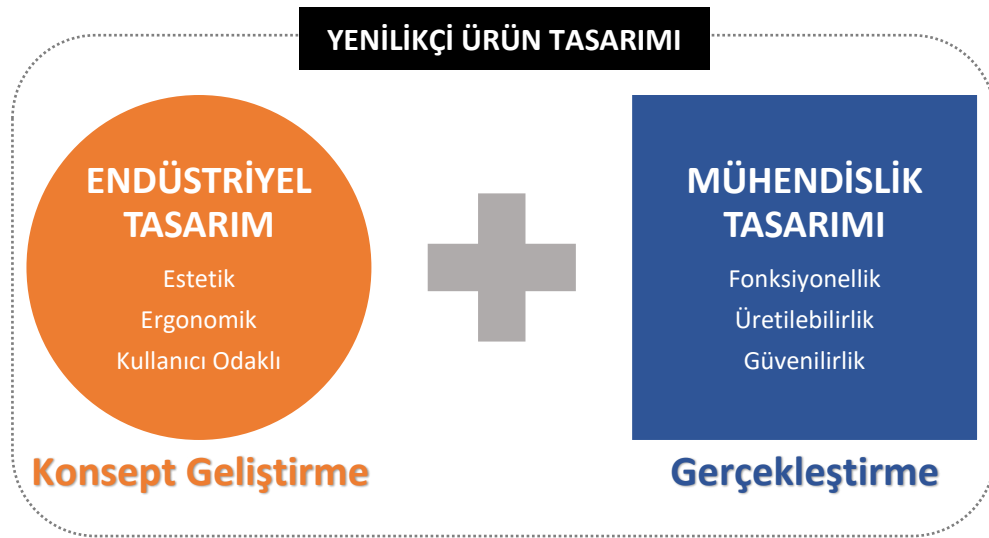 YENİLİKÇİ ÜRÜN TASARIMI
ENDÜSTRİYEL
TASARIM
Estetik
Ergonomik
Kullanıcı Odaklı
Konsept Geliştirme
MÜHENDİSLİK
TASARIMI
Fonksiyonellik
Üretilebilirlik
Güvenilirlik
Gerçekleştirme